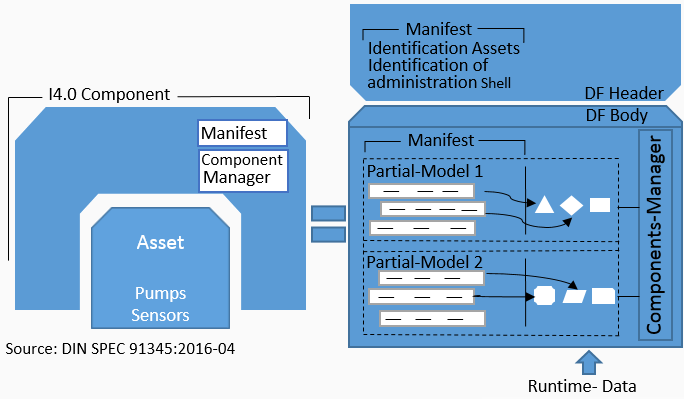 I4.0 Component
Manifest
Component
Manager
Asset
Pumps
Sensors
Source: DIN SPEC 91345:2016-04
Manifest
Identification Assets
Identification of
administration Shell
DF Header
DF Body
Manifest
Partial-Model 1
Partial-Model 2
Components-Manager
Runtime- Data